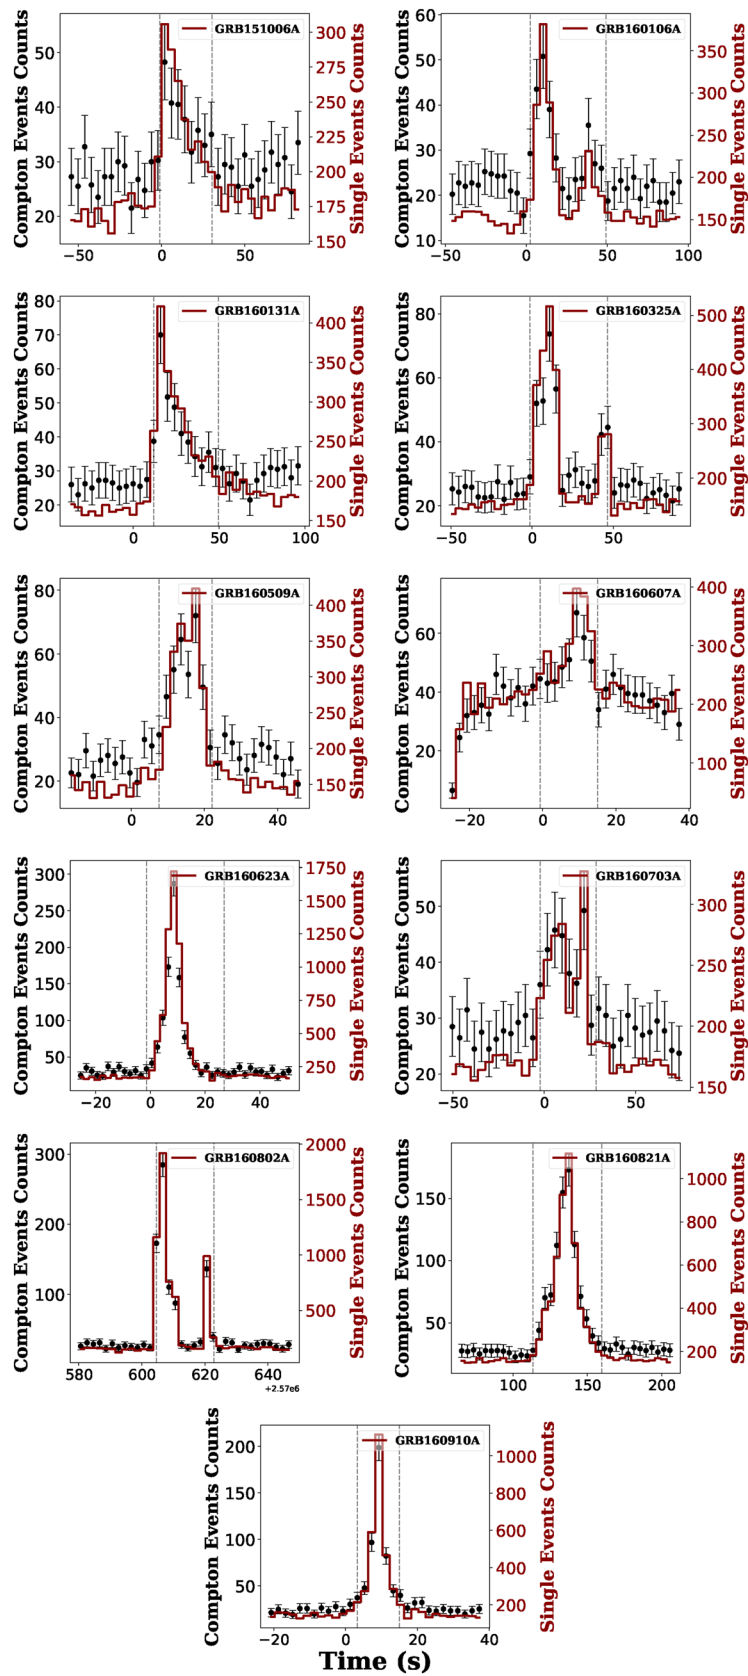 Compton Events Counts
50
40
30
20
−50 0 50
GRB151006A
300
275
250
225
200
175
150
Single Events Counts
Compton Events Counts
60
50
40
30
20
10
−50 0 50 100
GRB160106A
350
300
250
200
150
Single Events Counts
Compton Events Counts
80
70
60
50
40
30
20
0 50 100
GRB160131A
400
350
300
250
200
150
Single Events Counts
Compton Events Counts
80
60
40
20
−50 0 50 100
GRB160325A
500
400
300
200
Single Events Counts
Compton Events Counts
80
60
40
20
0 20 40
GRB160509A
400
350
300
250
200
150
Single Events Counts
Compton Events Counts
60
40
20
−20 0 20 40
GRB160607A
400
300
200
100
Single Events Counts
Compton Events Counts
300
250
200
150
100
50
−20 0 20 40
GRB160623A
1750
1500
1250
1000
750
500
250
Single Events Counts
Compton Events Counts
50
40
30
20
−50 0 50
GRB160703A
300
250
200
150
Single Events Counts
Compton Events Counts
300
200
100
580 600 620 640
+2.57e6
GRB160802A
2000
1500
1000
500
Single Events Counts
Compton Events Counts
150
100
50
100 150 200
GRB160821A
1000
800
600
400
200
Single Events Counts
Compton Events Counts
200
150
100
50
−20 0 20 40
GRB160910A
1000
800
600
400
200
Single Events Counts
Time (s)